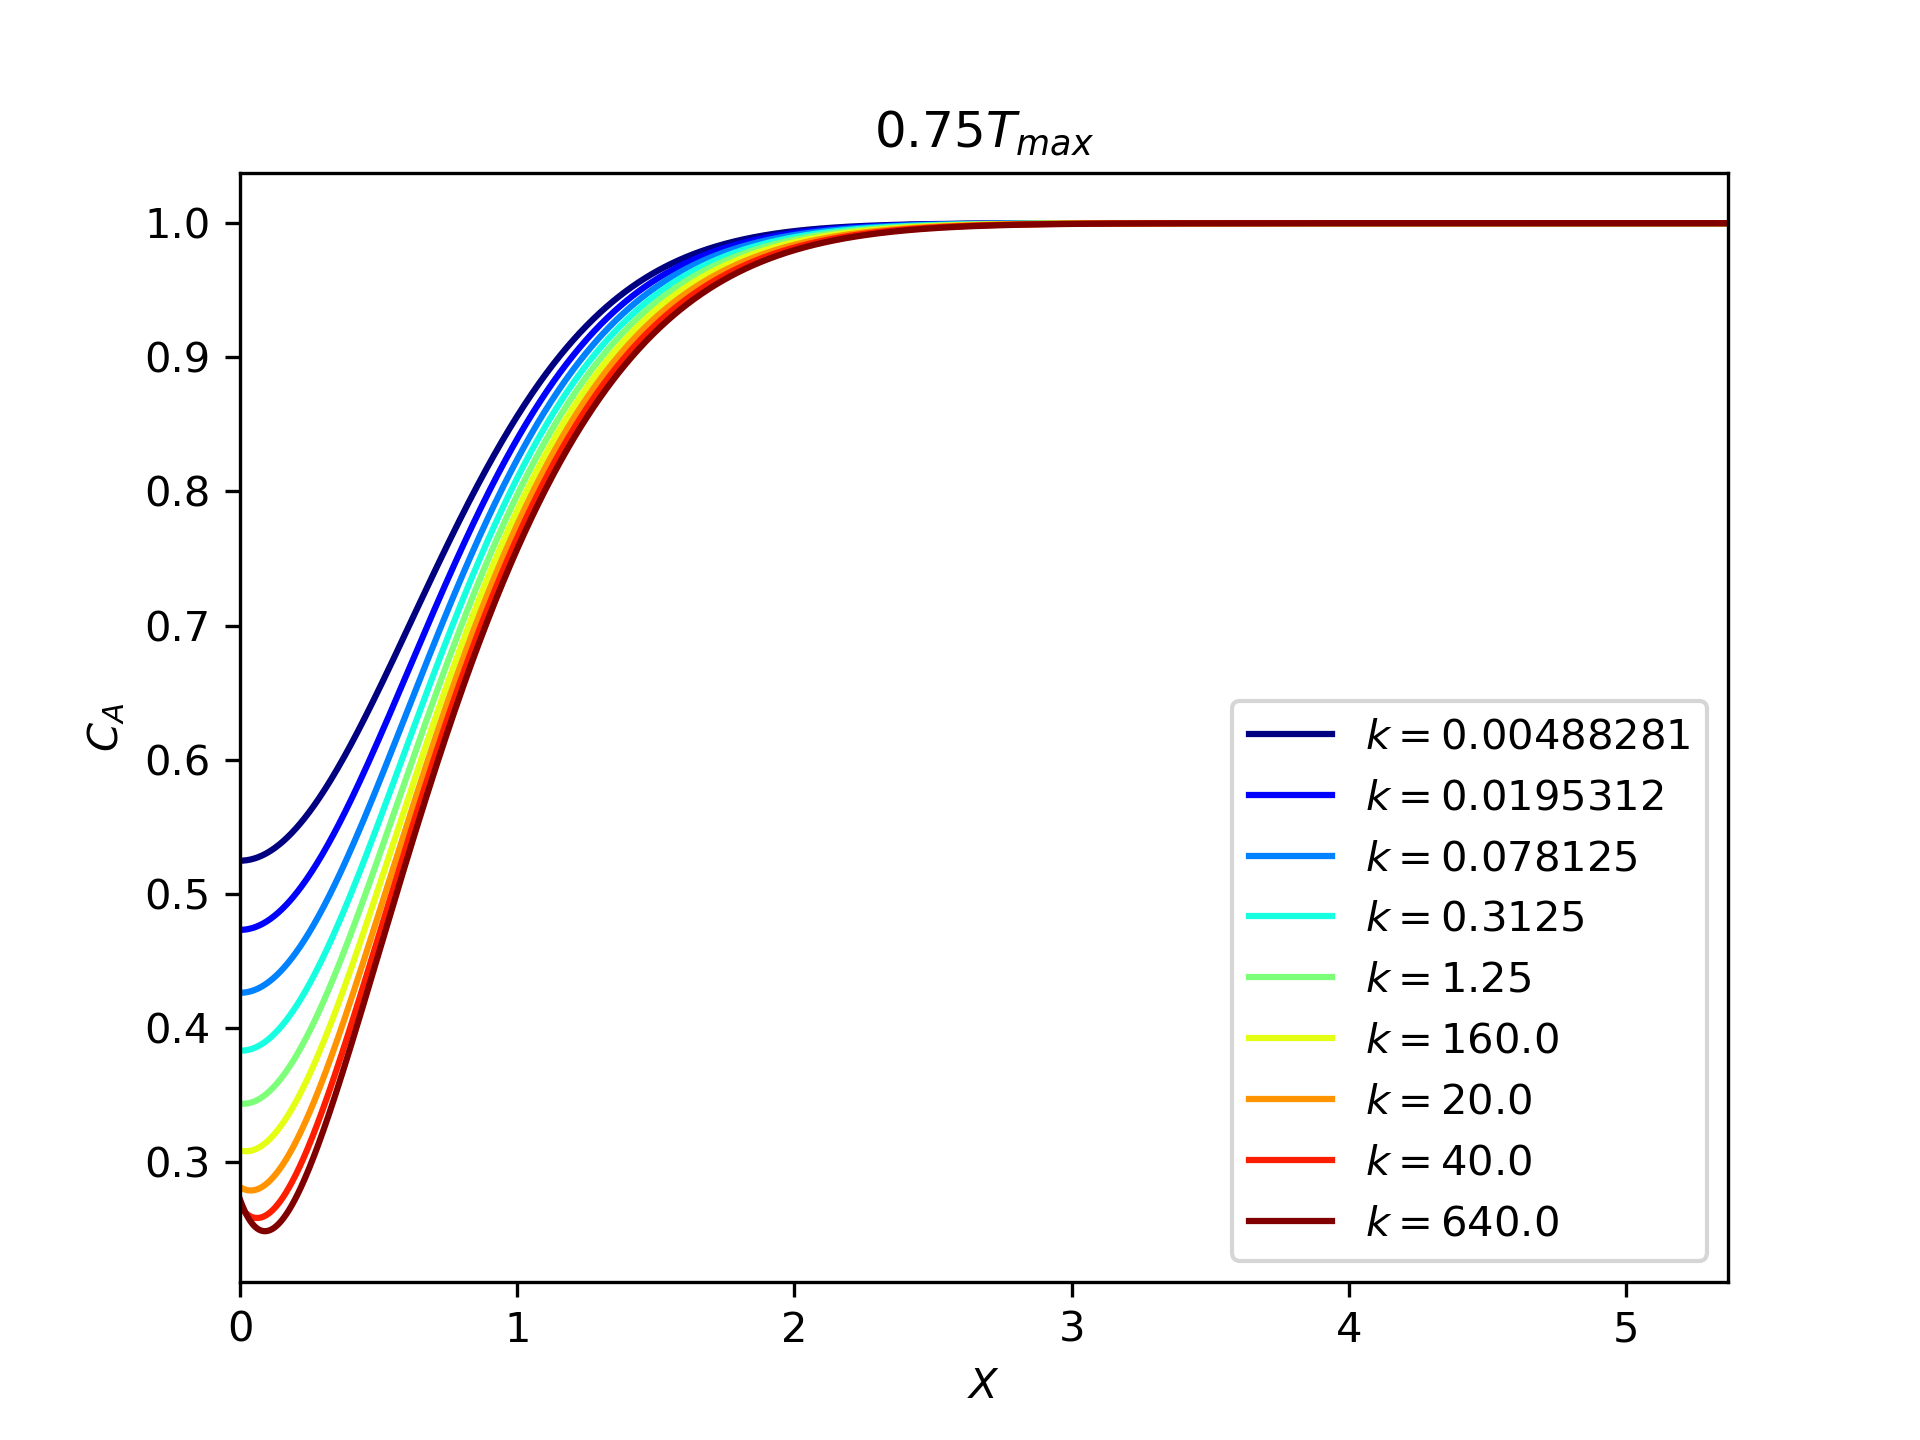 0.75T_max
1.0
0.9
0.8
0.7
0.6
0.5
0.4
0.3
C_A
k = 0.00488281
k = 0.0195312
k = 0.078125
k = 0.3125
k = 1.25
k = 160.0
k = 20.0
k = 40.0
k = 640.0
0 1 2 3 4 5
X